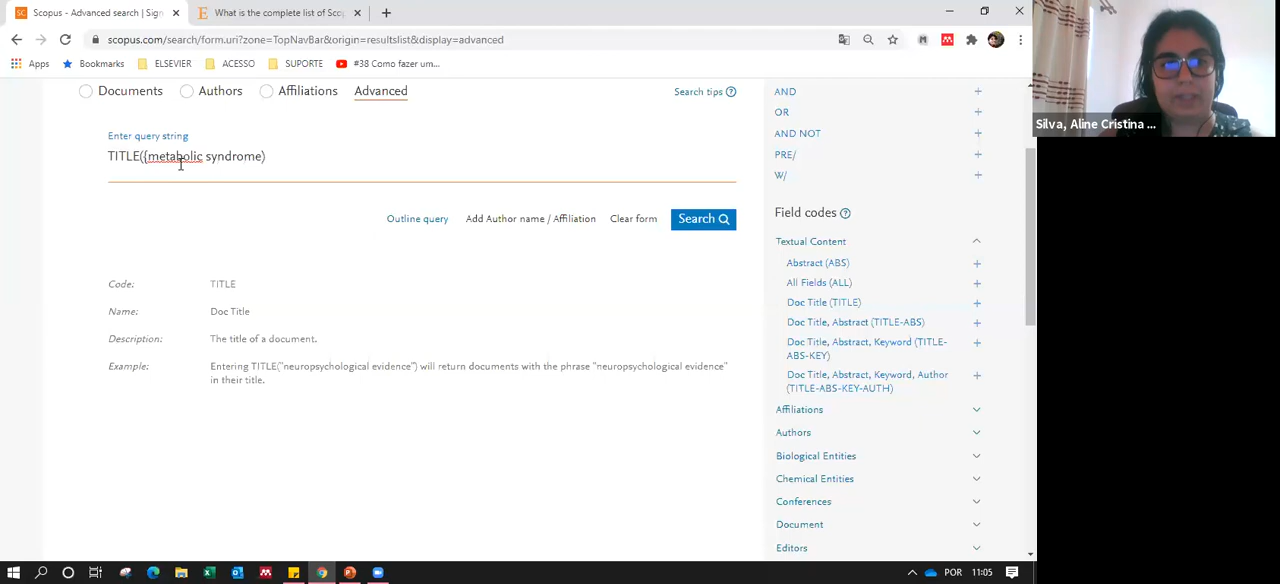 Scopus - Advanced search | Sign
What is the complete list of Scop
scopus.com/search/form.uri?zone=TopNavBar&origin=resultslist&display=advanced
Apps
Bookmarks
ELSEVIER
ACESSO
SUPORTE
#38 Como fazer um...
Documents
Authors
Affiliations
Advanced
Search tips
Enter query string
TITLE({metabolic syndrome)
Outline query
Add Author name / Affiliation
Clear form
Search
Code:
TITLE
Name:
Doc Title
Description:
The title of a document.
Example:
Entering TITLE("neuropsychological evidence") will return documents with the phrase "neuropsychological evidence"
in their title.
AND
OR
AND NOT
PRE/
W/
Field codes
Textual Content
Abstract (ABS)
All Fields (ALL)
Doc Title (TITLE)
Doc Title, Abstract (TITLE-ABS)
Doc Title, Abstract, Keyword (TITLE-
ABS-KEY)
Doc Title, Abstract, Keyword, Author
(TITLE-ABS-KEY-AUTH)
Affiliations
Authors
Biological Entities
Chemical Entities
Conferences
Document
Editors
Silva, Aline Cristina ...
POR
11:05